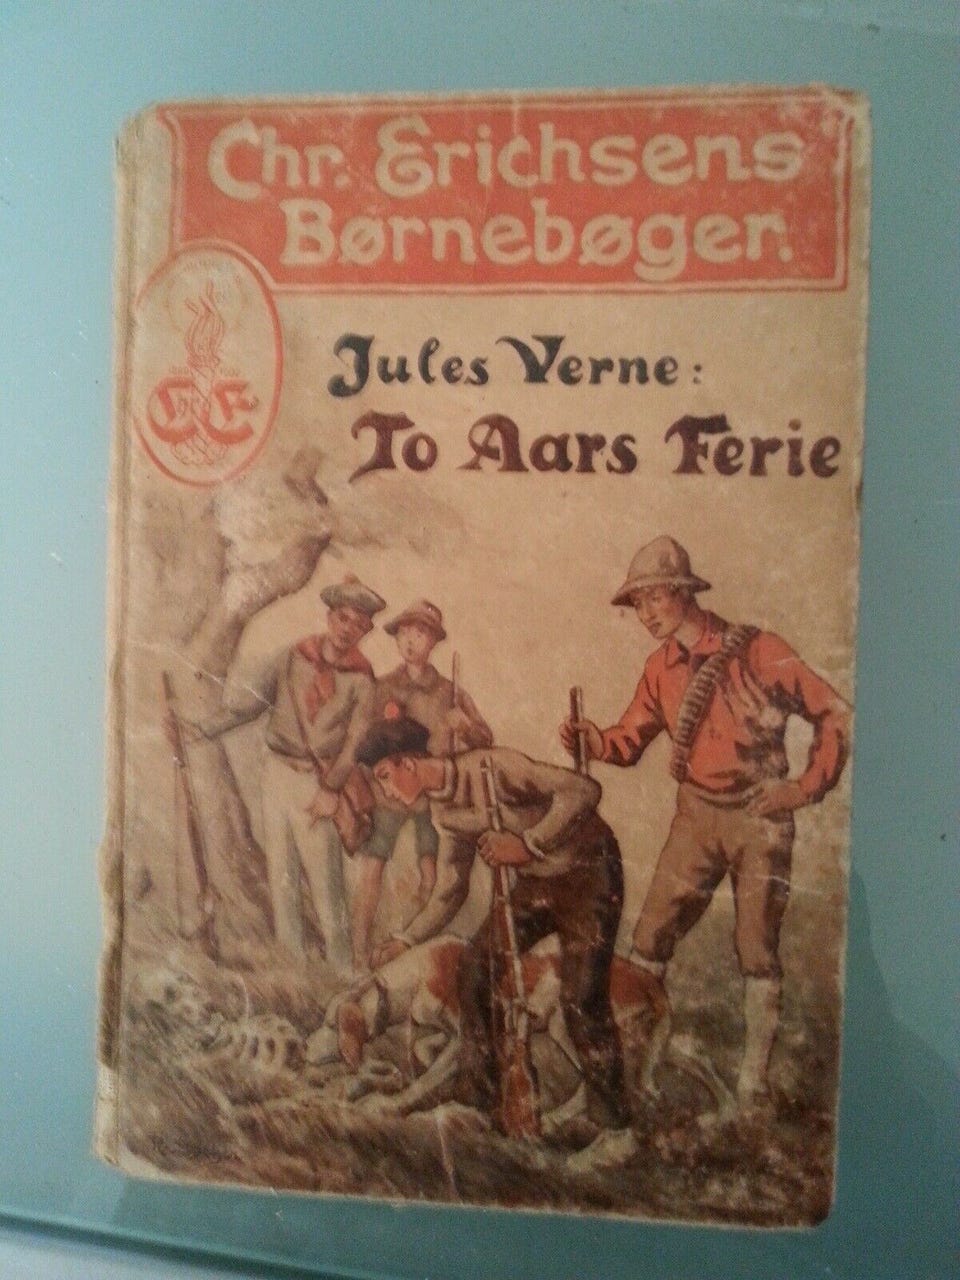 Chr. Erichsens
Børnebøger.
Jules Verne:
To Aars Ferie